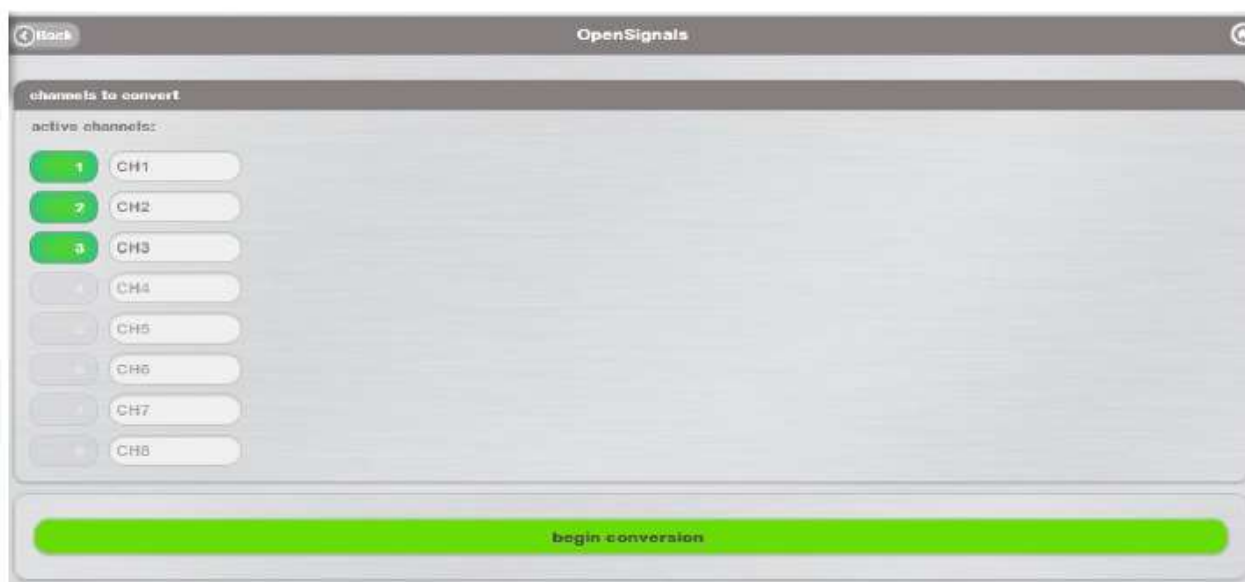 Back
OpenSignals
channels to convert
active channels:
1 CH1
2 CH2
3 CH3
CH4
CH5
CH6
CH7
CH8
begin conversion